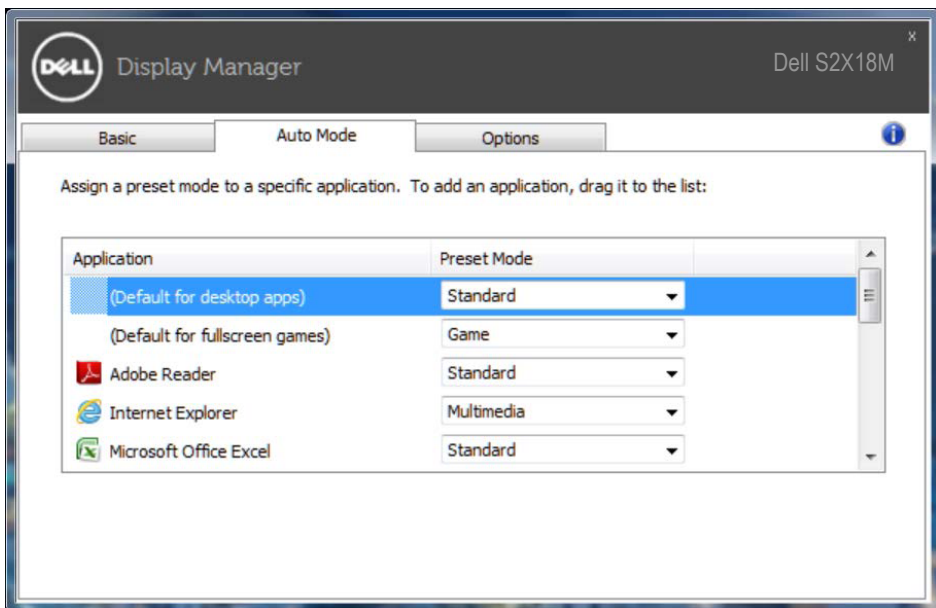 DELL Display Manager Dell S2X18M x
Basic Auto Mode Options i
Assign a preset mode to a specific application. To add an application, drag it to the list:
Application Preset Mode
(Default for desktop apps) Standard
(Default for fullscreen games) Game
Adobe Reader Standard
Internet Explorer Multimedia
Microsoft Office Excel Standard